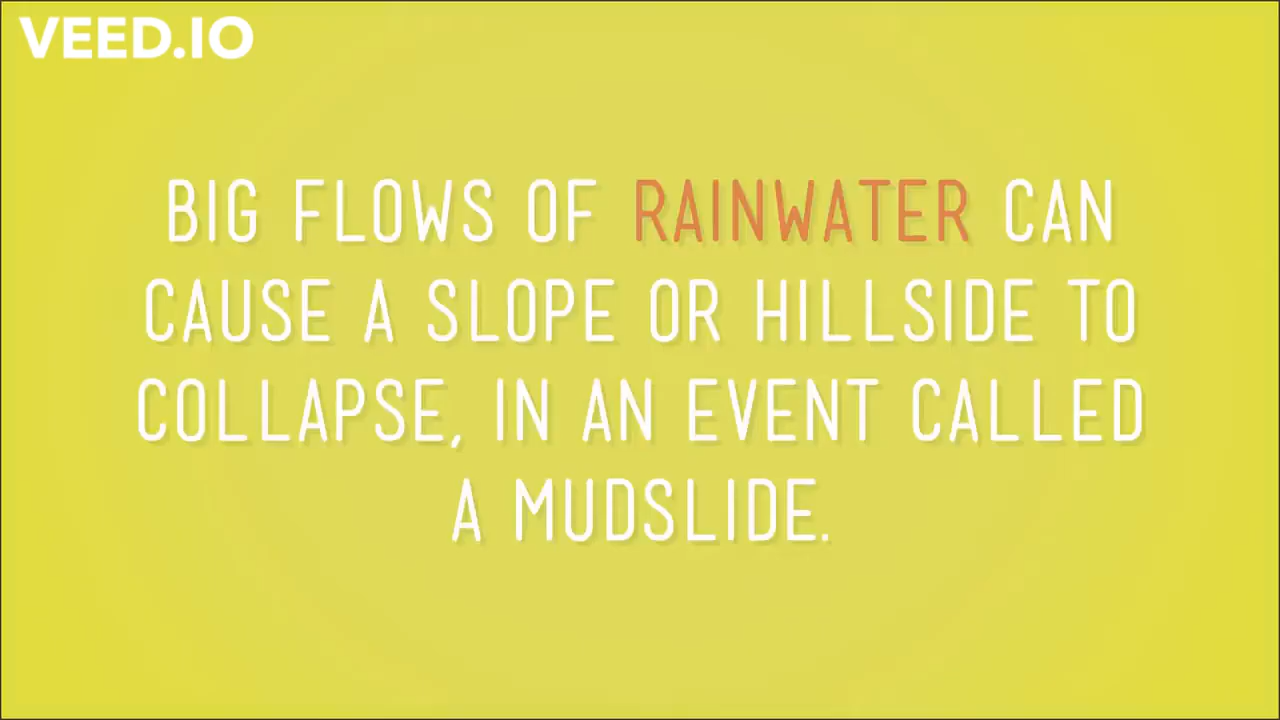 VEED.IO
BIG FLOWS OF RAINWATER CAN
CAUSE A SLOPE OR HILLSIDE TO
COLLAPSE, IN AN EVENT CALLED
A MUDSLIDE.